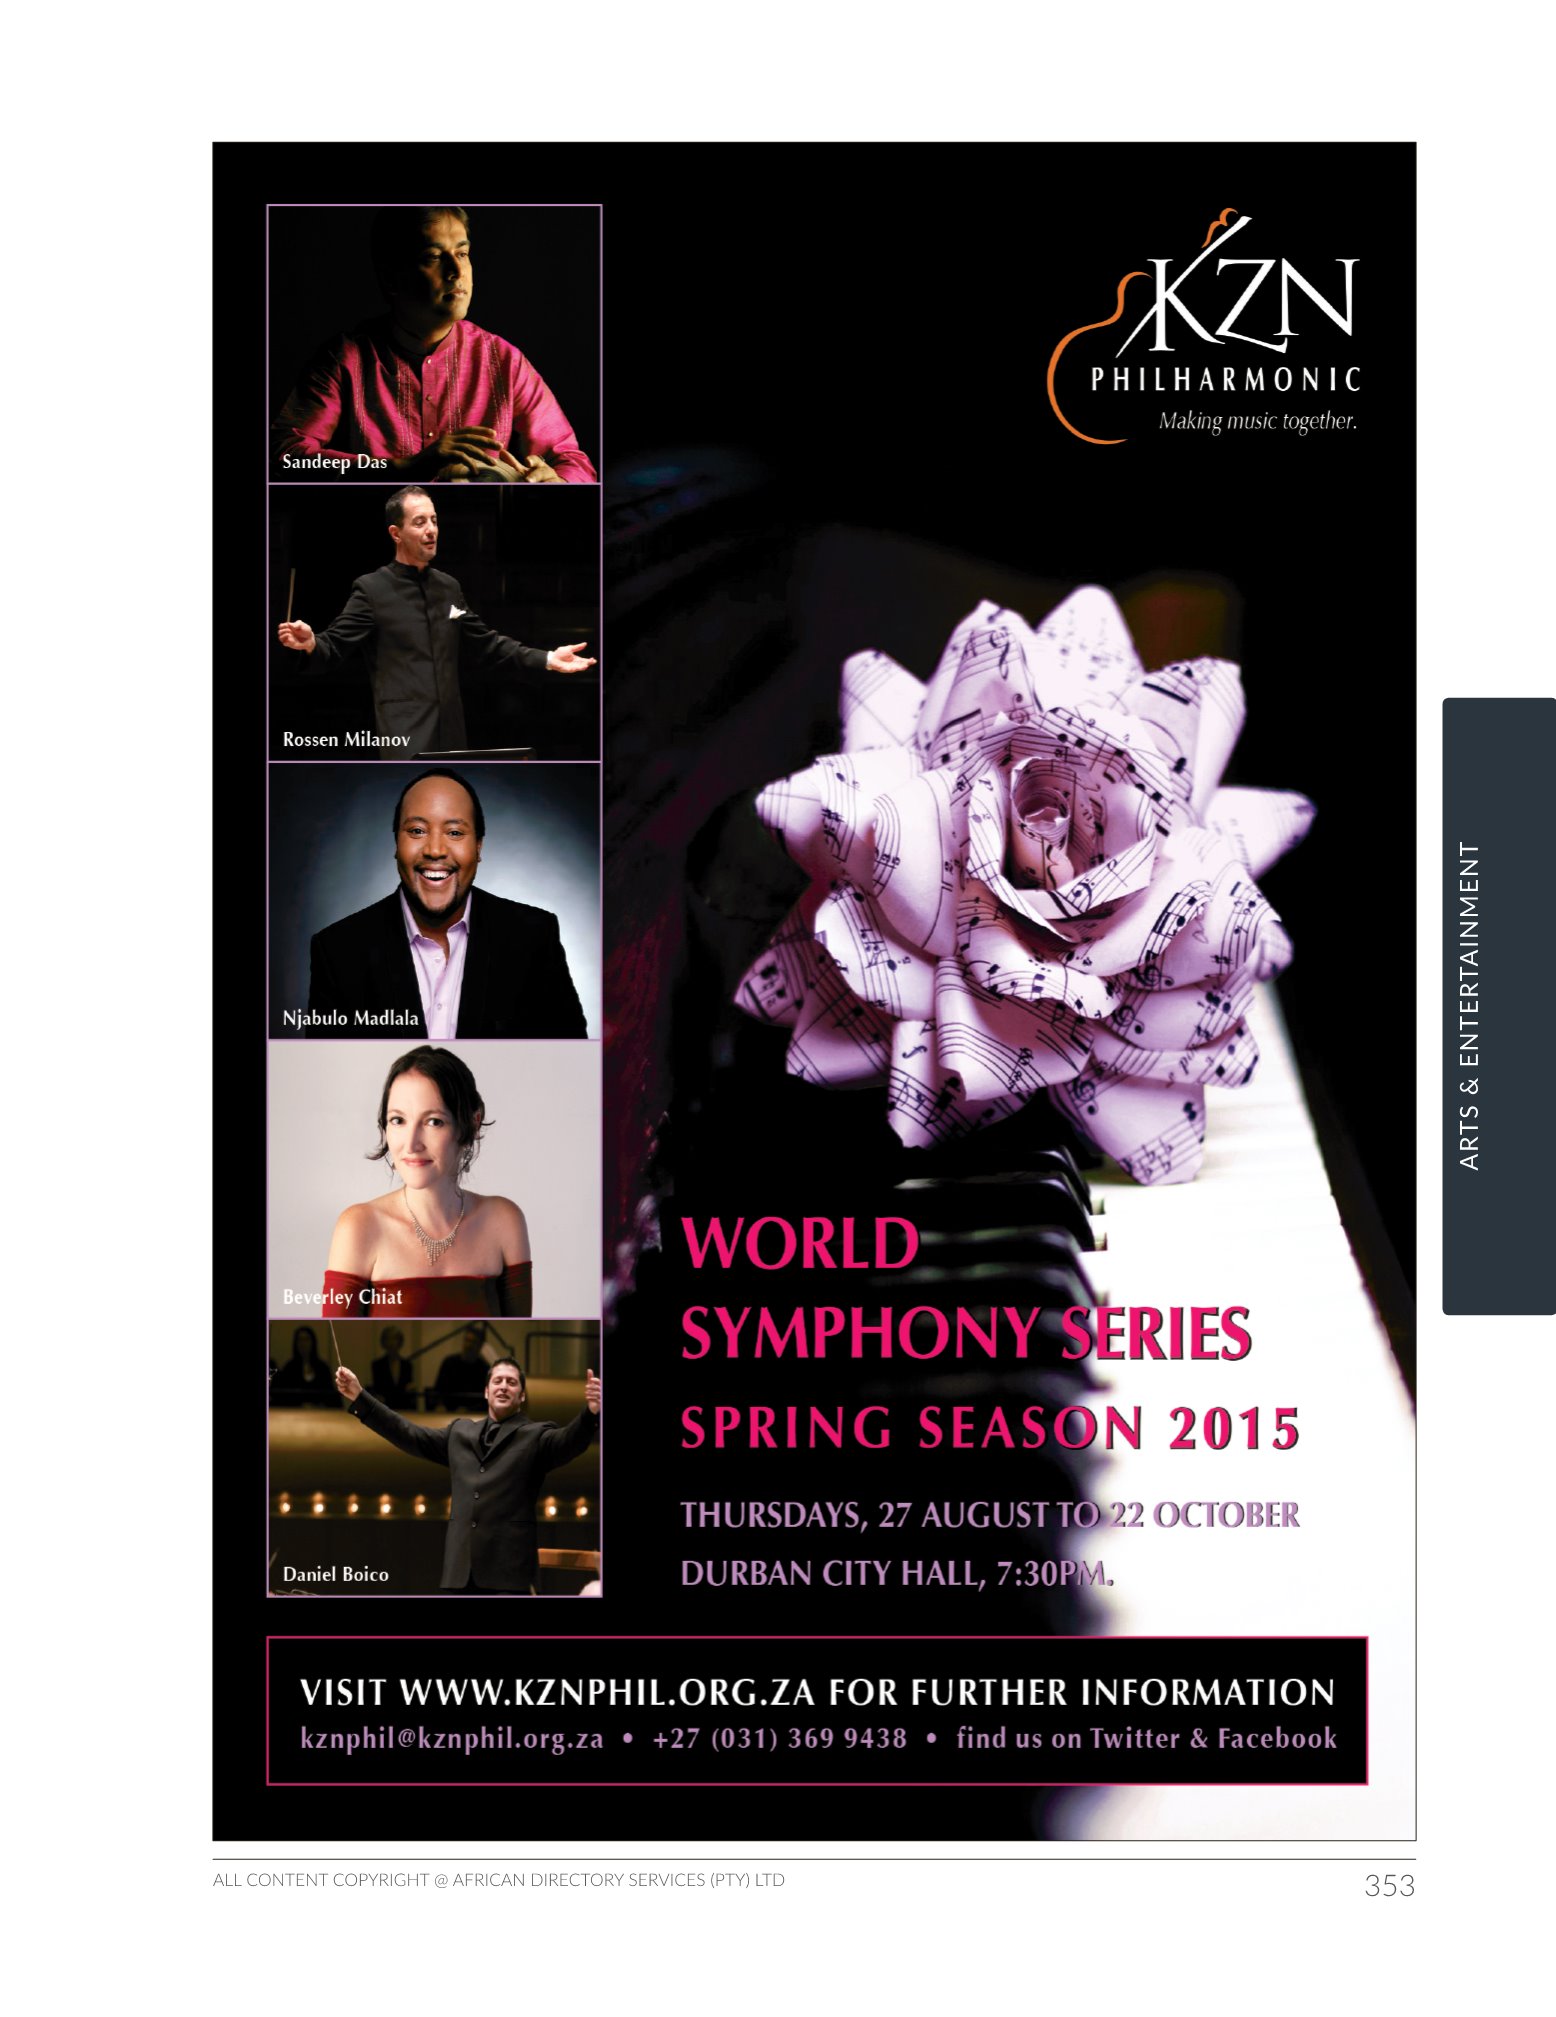 KZN
PHILHARMONIC
Making music together.
Sandeep Das
Rossen Milanov
Njabulo Madlala
Beverley Chiat
Daniel Boico
WORLD
SYMPHONY SERIES
SPRING SEASON 2015
THURSDAYS, 27 AUGUST TO 22 OCTOBER
DURBAN CITY HALL, 7:30PM.
VISIT WWW.KZNPHIL.ORG.ZA FOR FURTHER INFORMATION
kznphil@kznphil.org.za • +27 (031) 369 9438 • find us on Twitter & Facebook
ARTS & ENTERTAINMENT
ALL CONTENT COPYRIGHT @ AFRICAN DIRECTORY SERVICES (PTY) LTD
353